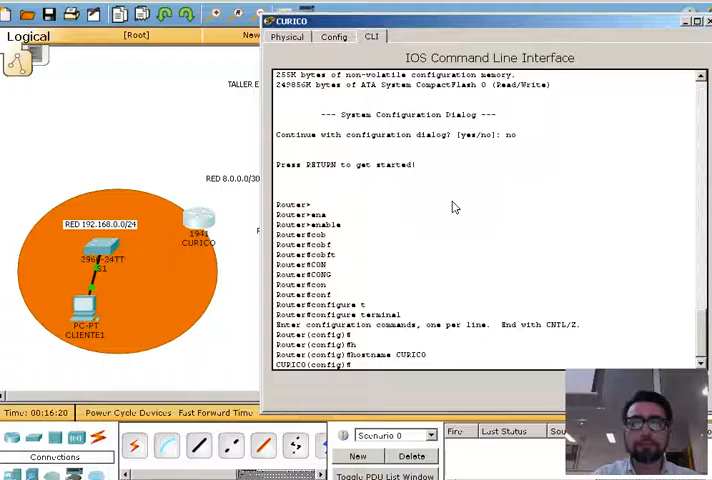 CURICO
Logical
[Root]
New
Physical
Config
CLI
IOS Command Line Interface
255K bytes of non-volatile configuration memory.
249856K bytes of ATA System CompactFlash 0 (Read/Write)
--- System Configuration Dialog ---
Continue with configuration dialog? [yes/no]: no
Press RETURN to get started!
Router>
Router>ena
Router>enable
Router#cob
Router#cobf
Router#cobft
Router#CON
Router#CONG
Router#con
Router#conf
Router#configure t
Router#configure terminal
Enter configuration commands, one per line.  End with CNTL/Z.
Router(config)#
Router(config)#h
Router(config)#hostname CURICO
CURICO(config)#
TALLER E
RED 8.0.0.0/30
RED 192.168.0.0/24
1941
CURICO
2960-24TT
S1
PC-PT
CLIENTE1
Time: 00:16:20
Power Cycle Devices
Fast Forward Time
Connections
Scenario 0
New
Delete
Toggle PDU List Window
Fire
Last Status